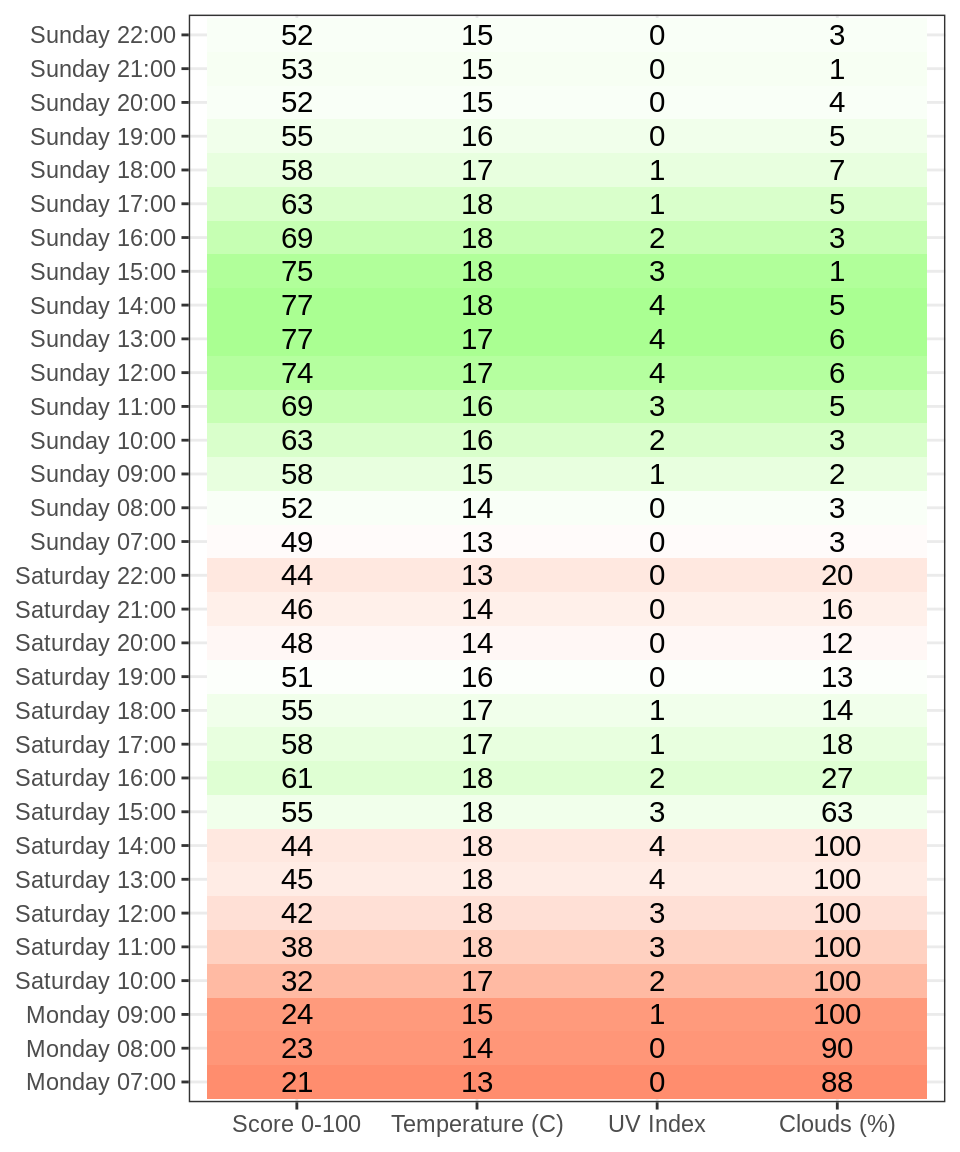 Sunday 22:00 52 15 0 3
Sunday 21:00 53 15 0 1
Sunday 20:00 52 15 0 4
Sunday 19:00 55 16 0 5
Sunday 18:00 58 17 1 7
Sunday 17:00 63 18 1 5
Sunday 16:00 69 18 2 3
Sunday 15:00 75 18 3 1
Sunday 14:00 77 18 4 5
Sunday 13:00 77 17 4 6
Sunday 12:00 74 17 4 6
Sunday 11:00 69 16 3 5
Sunday 10:00 63 16 2 3
Sunday 09:00 58 15 1 2
Sunday 08:00 52 14 0 3
Sunday 07:00 49 13 0 3
Saturday 22:00 44 13 0 20
Saturday 21:00 46 14 0 16
Saturday 20:00 48 14 0 12
Saturday 19:00 51 16 0 13
Saturday 18:00 55 17 1 14
Saturday 17:00 58 17 1 18
Saturday 16:00 61 18 2 27
Saturday 15:00 55 18 3 63
Saturday 14:00 44 18 4 100
Saturday 13:00 45 18 4 100
Saturday 12:00 42 18 3 100
Saturday 11:00 38 18 3 100
Saturday 10:00 32 17 2 100
Monday 09:00 24 15 1 100
Monday 08:00 23 14 0 90
Monday 07:00 21 13 0 88
Score 0-100 Temperature (C) UV Index Clouds (%)